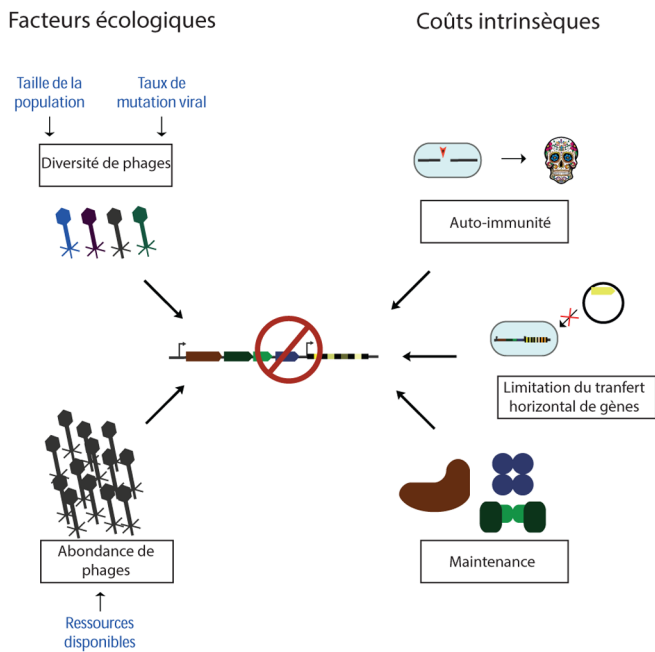 Facteurs écologiques
Coûts intrinsèques
Taille de la
population
Taux de
mutation viral
Diversité de phages
Auto-immunité
Limitation du tranfert
horizontal de gènes
Abondance de
phages
Maintenance
Ressources
disponibles